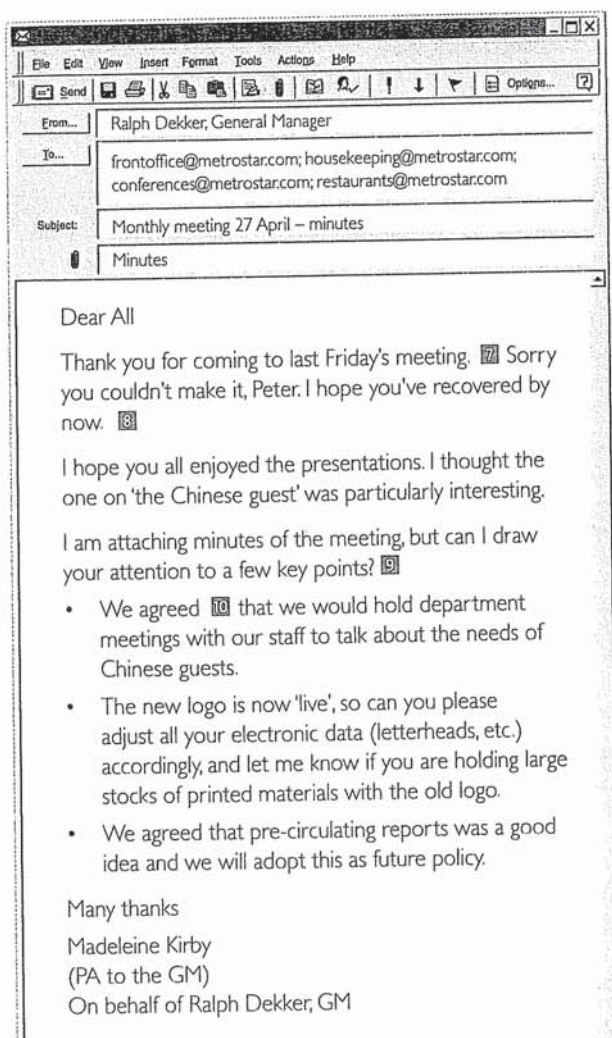 File Edit View Insert Format Tools Actions Help
Send Options...
From... Ralph Dekker, General Manager
To... frontoffice@metrostar.com; housekeeping@metrostar.com;
conferences@metrostar.com; restaurants@metrostar.com
Subject: Monthly meeting 27 April – minutes
Minutes
Dear All
Thank you for coming to last Friday's meeting. 7 Sorry
you couldn't make it, Peter. I hope you've recovered by
now. 8
I hope you all enjoyed the presentations. I thought the
one on 'the Chinese guest' was particularly interesting.
I am attaching minutes of the meeting, but can I draw
your attention to a few key points? 9
• We agreed 10 that we would hold department
meetings with our staff to talk about the needs of
Chinese guests.
• The new logo is now 'live', so can you please
adjust all your electronic data (letterheads, etc.)
accordingly, and let me know if you are holding large
stocks of printed materials with the old logo.
• We agreed that pre-circulating reports was a good
idea and we will adopt this as future policy.
Many thanks
Madeleine Kirby
(PA to the GM)
On behalf of Ralph Dekker, GM